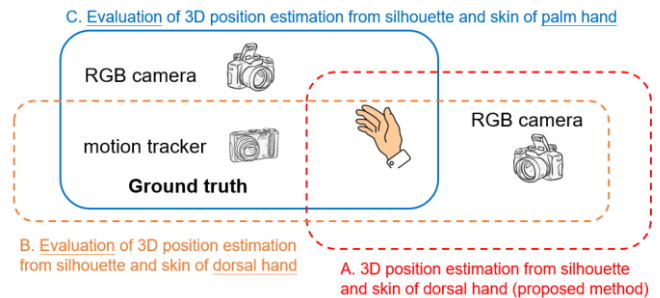 C. Evaluation of 3D position estimation from silhouette and skin of palm hand
RGB camera
RGB camera
motion tracker
Ground truth
B. Evaluation of 3D position estimation
from silhouette and skin of dorsal hand
A. 3D position estimation from silhouette
and skin of dorsal hand (proposed method)